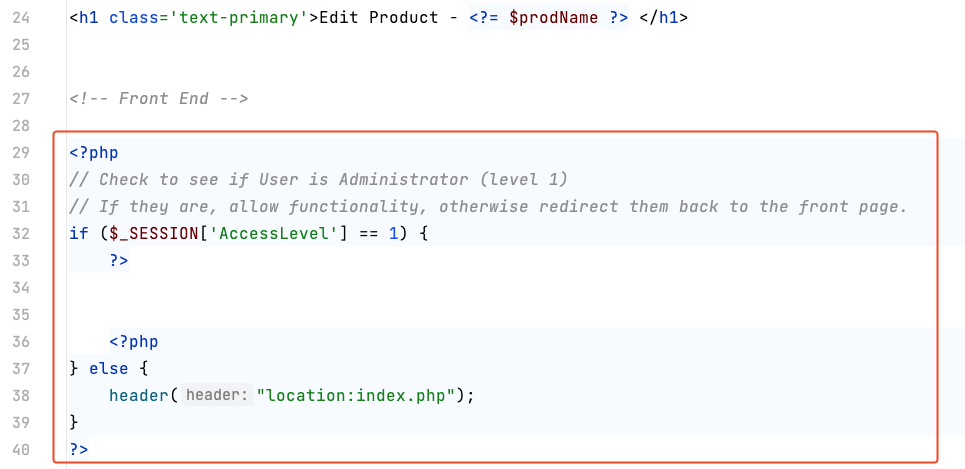 24 <h1 class='text-primary'>Edit Product - <?= $prodName ?> </h1>
25
26
27 <!-- Front End -->
28
29 <?php
30 // Check to see if User is Administrator (level 1)
31 // If they are, allow functionality, otherwise redirect them back to the front page.
32 if ($_SESSION['AccessLevel'] == 1) {
33     ?>
34
35
36     <?php
37 } else {
38     header( header: "location:index.php");
39 }
40 ?>